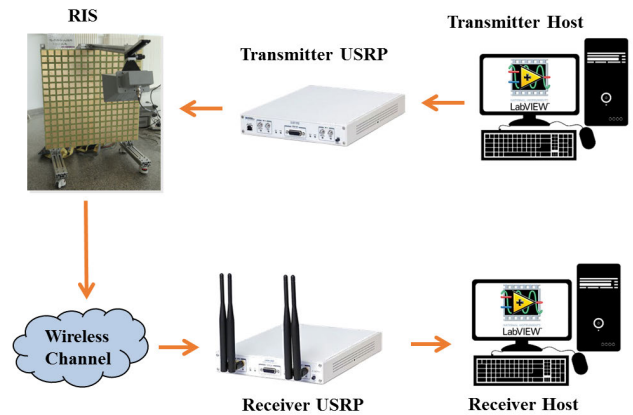 RIS
Transmitter Host
Transmitter USRP
LabVIEW
Wireless
Channel
LabVIEW
Receiver USRP
Receiver Host